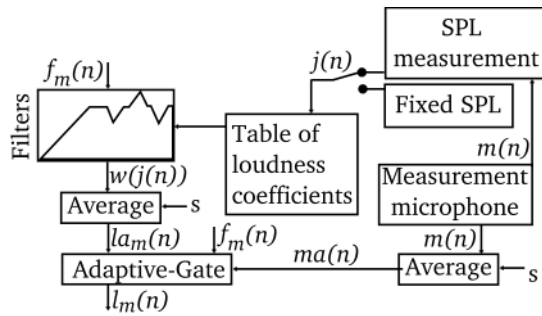 SPL
measurement
j(n)
f_m(n)
Fixed SPL
Filters
Table of
loudness
coefficients
m(n)
w(j(n))
Measurement
microphone
Average
s
la_m(n)
f_m(n)
m(n)
Adaptive-Gate
ma(n)
Average
s
l_m(n)